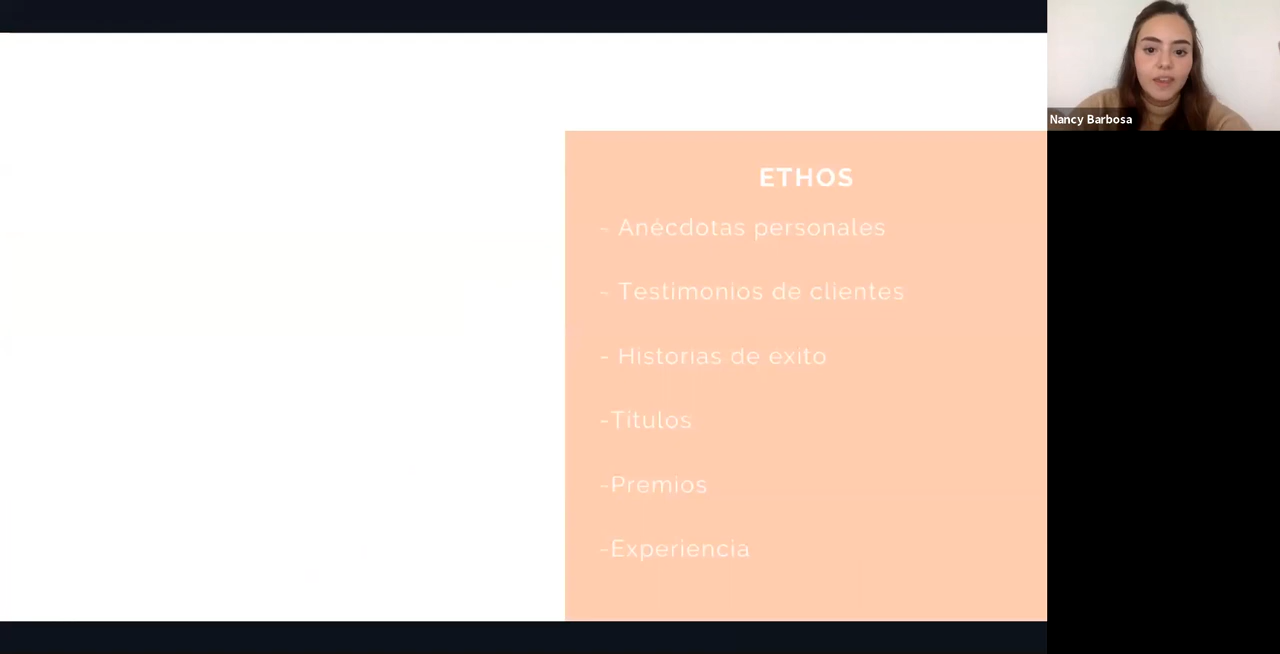 Nancy Barbosa
ETHOS
- Anécdotas personales
- Testimonios de clientes
- Historias de exito
-Titulos
-Premios
-Experiencia